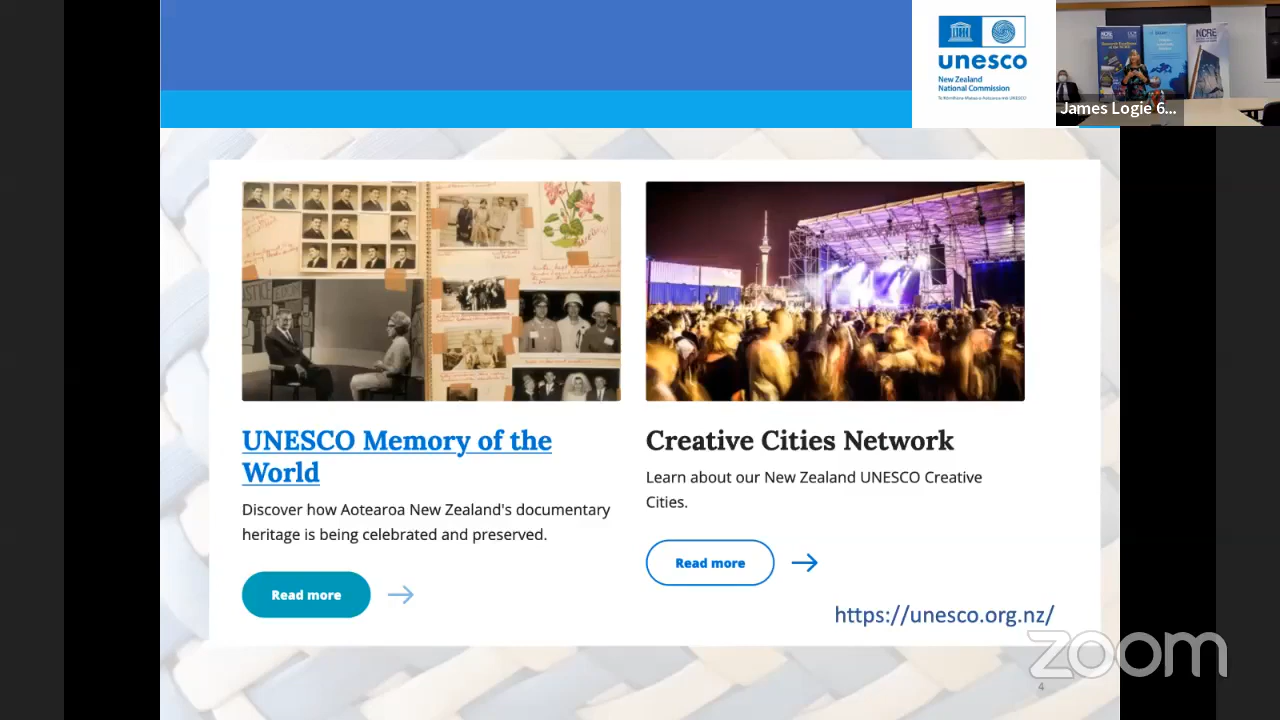 unesco
New Zealand
National Commission
NCRE
James Logie 6...
UNESCO Memory of the
World
Discover how Aotearoa New Zealand's documentary
heritage is being celebrated and preserved.
Read more
Creative Cities Network
Learn about our New Zealand UNESCO Creative
Cities.
Read more
https://unesco.org.nz/
zoom
4